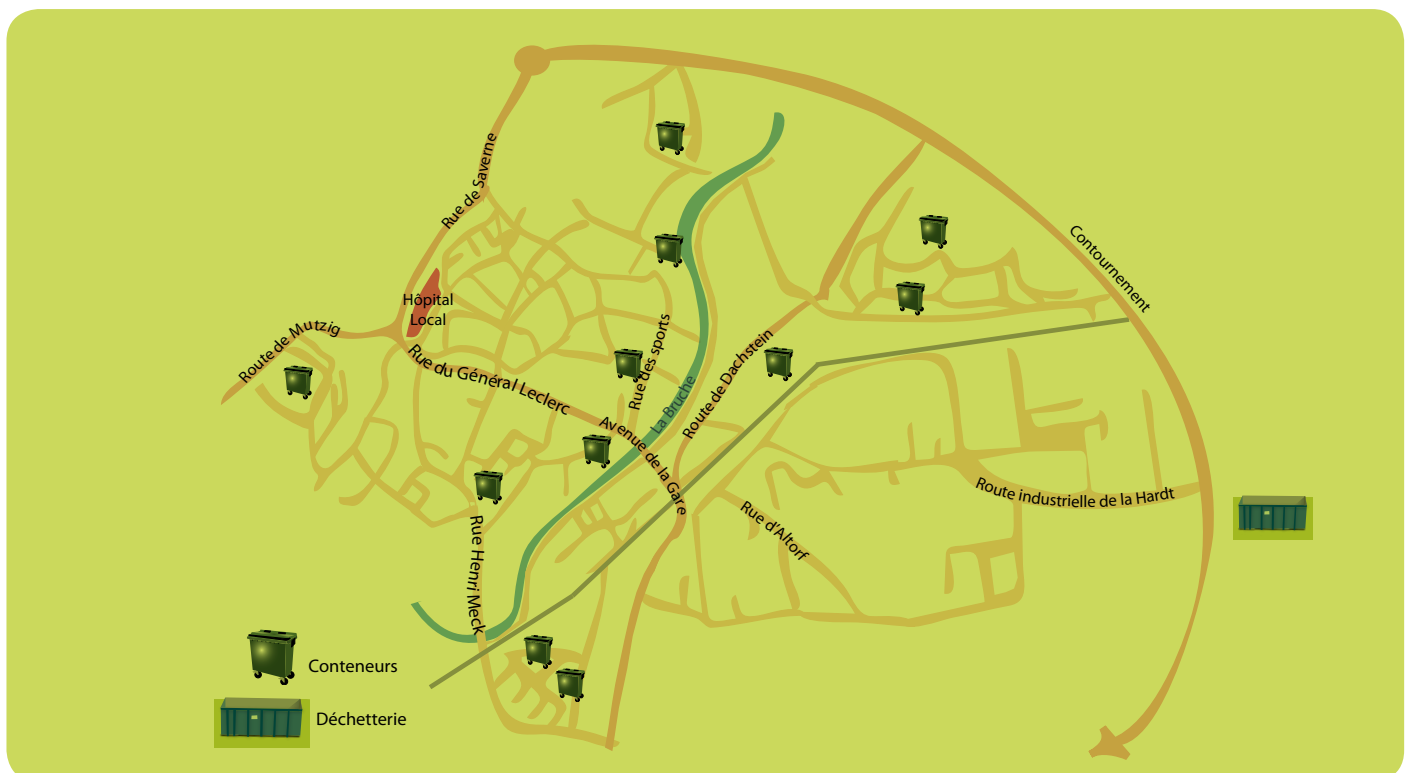 Rue de Saverne
Contournement
Hôpital
Local
Route de Mutzig
Rue du Général Leclerc
Rue des sports
La Bruche
Route de Dachstein
Avenue de la Gare
Route industrielle de la Hardt
Rue d'Altorf
Rue Henri Meck
Conteneurs
Déchetterie